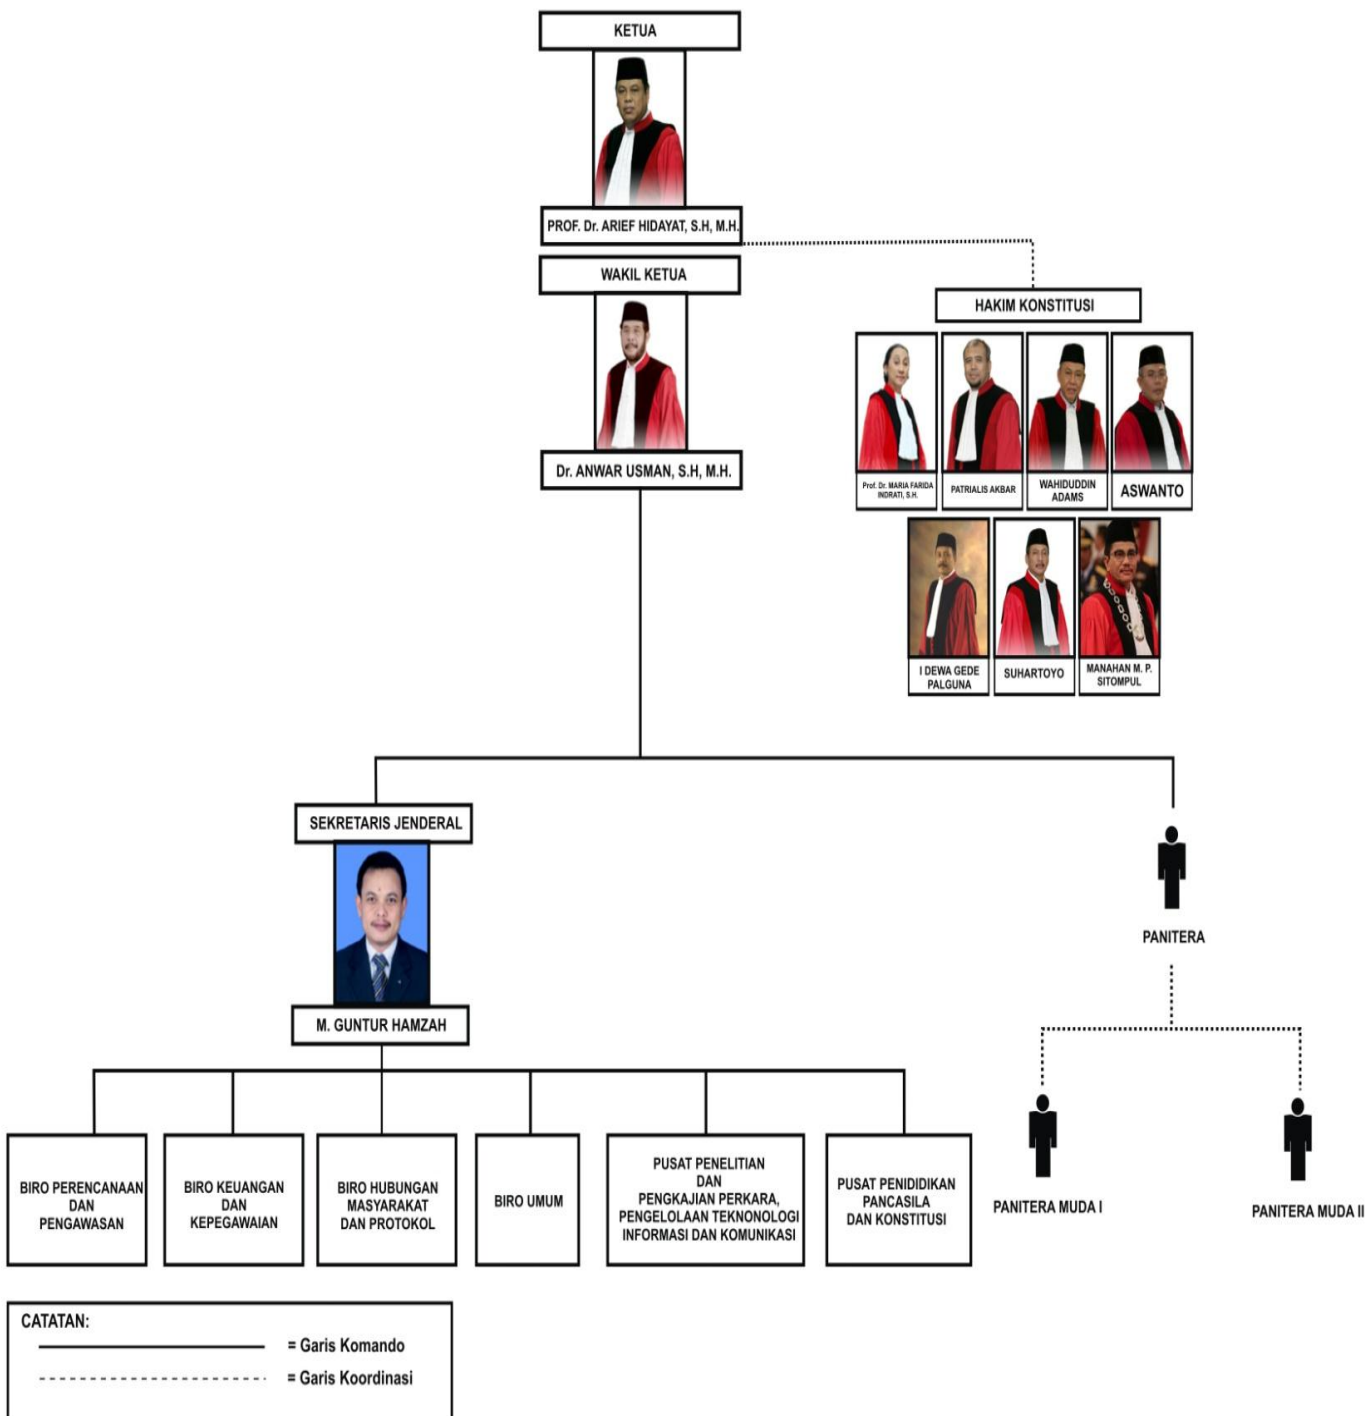 KETUA
PROF. Dr. ARIEF HIDAYAT, S.H, M.H.
WAKIL KETUA
Dr. ANWAR USMAN, S.H, M.H.
HAKIM KONSTITUSI
Prof. Dr. MARIA FARIDA
INDRATI, S.H.
PATRIALIS AKBAR
WAHIDUDDIN
ADAMS
ASWANTO
I DEWA GEDE
PALGUNA
SUHARTOYO
MANAHAN M. P.
SITOMPUL
SEKRETARIS JENDERAL
M. GUNTUR HAMZAH
PANITERA
BIRO PERENCANAAN
DAN
PENGAWASAN
BIRO KEUANGAN
DAN
KEPEGAWAIAN
BIRO HUBUNGAN
MASYARAKAT
DAN PROTOKOL
BIRO UMUM
PUSAT PENELITIAN
DAN
PENGKAJIAN PERKARA,
PENGELOLAAN TEKNONOLOGI
INFORMASI DAN KOMUNIKASI
PUSAT PENIDIDIKAN
PANCASILA
DAN KONSTITUSI
PANITERA MUDA I
PANITERA MUDA II
CATATAN:
= Garis Komando
= Garis Koordinasi